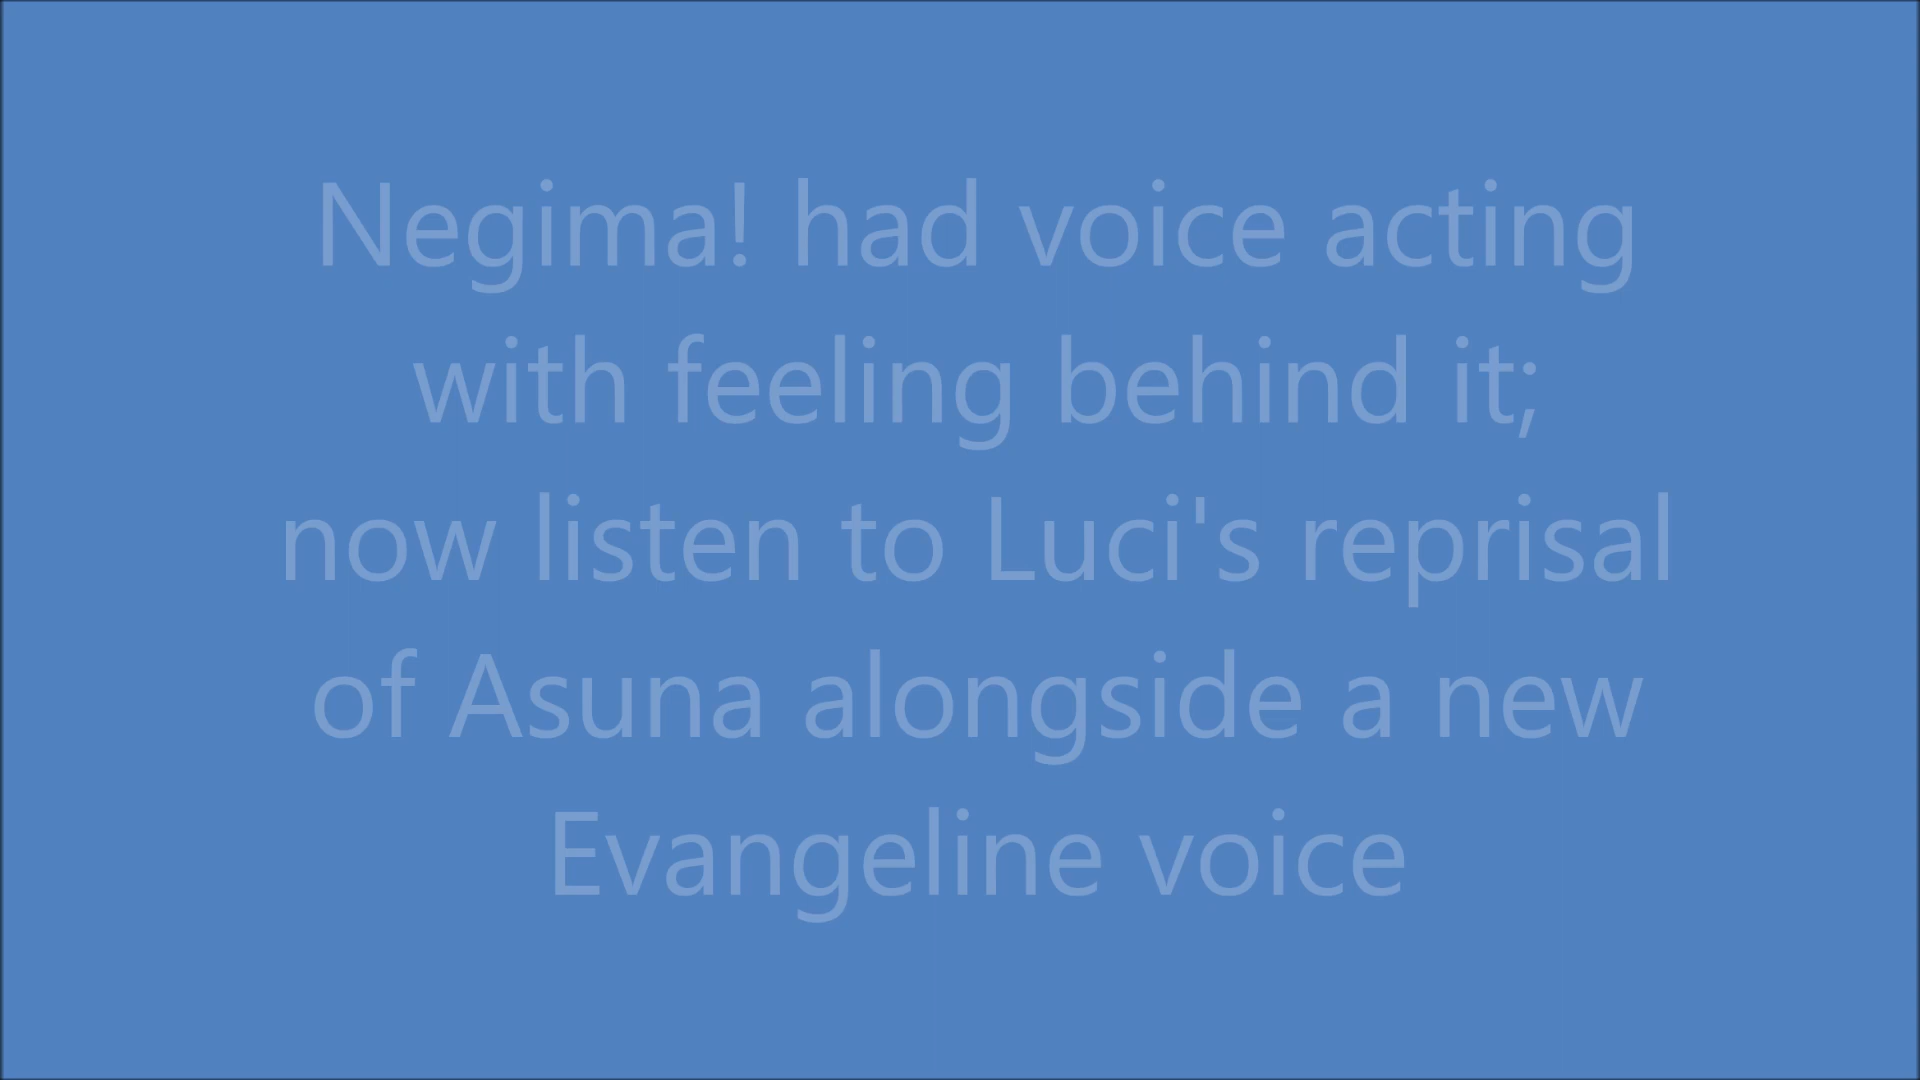 Negima! had voice acting
with feeling behind it;
now listen to Luci's reprisal
of Asuna alongside a new
Evangeline voice